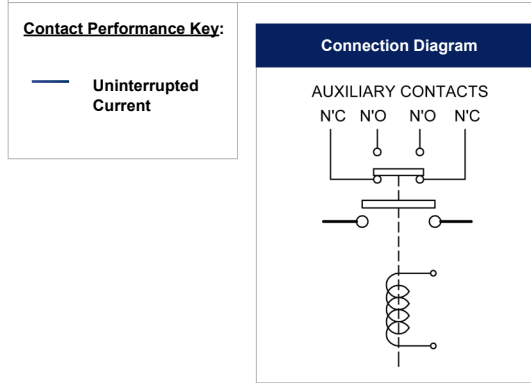 Contact Performance Key:
Uninterrupted
Current
Connection Diagram
AUXILIARY CONTACTS
N'C N'O N'O N'C